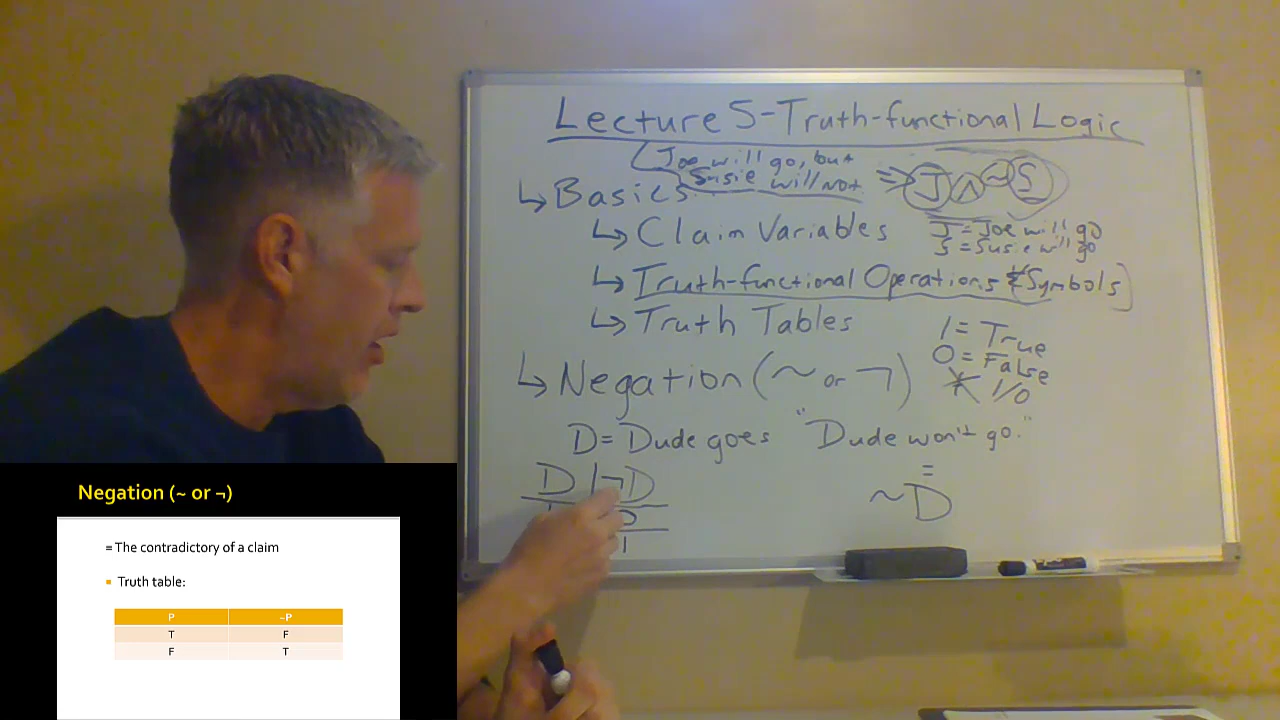 Lecture 5-Truth-functional Logic
Joe will go, but
Susie will not
⇒ J ∧ ~S
↳ Basics
↳ Claim Variables
J = Joe will go
S = Susie will go
↳ Truth-functional Operations & Symbols
↳ Truth Tables
1 = True
0 = False
* 1/0
↳ Negation (~ or ¬)
D = Dude goes "Dude won't go."
=
~D
D | ¬D
0
1
Negation (~ or ¬)
= The contradictory of a claim
Truth table:
P ~P
T F
F T